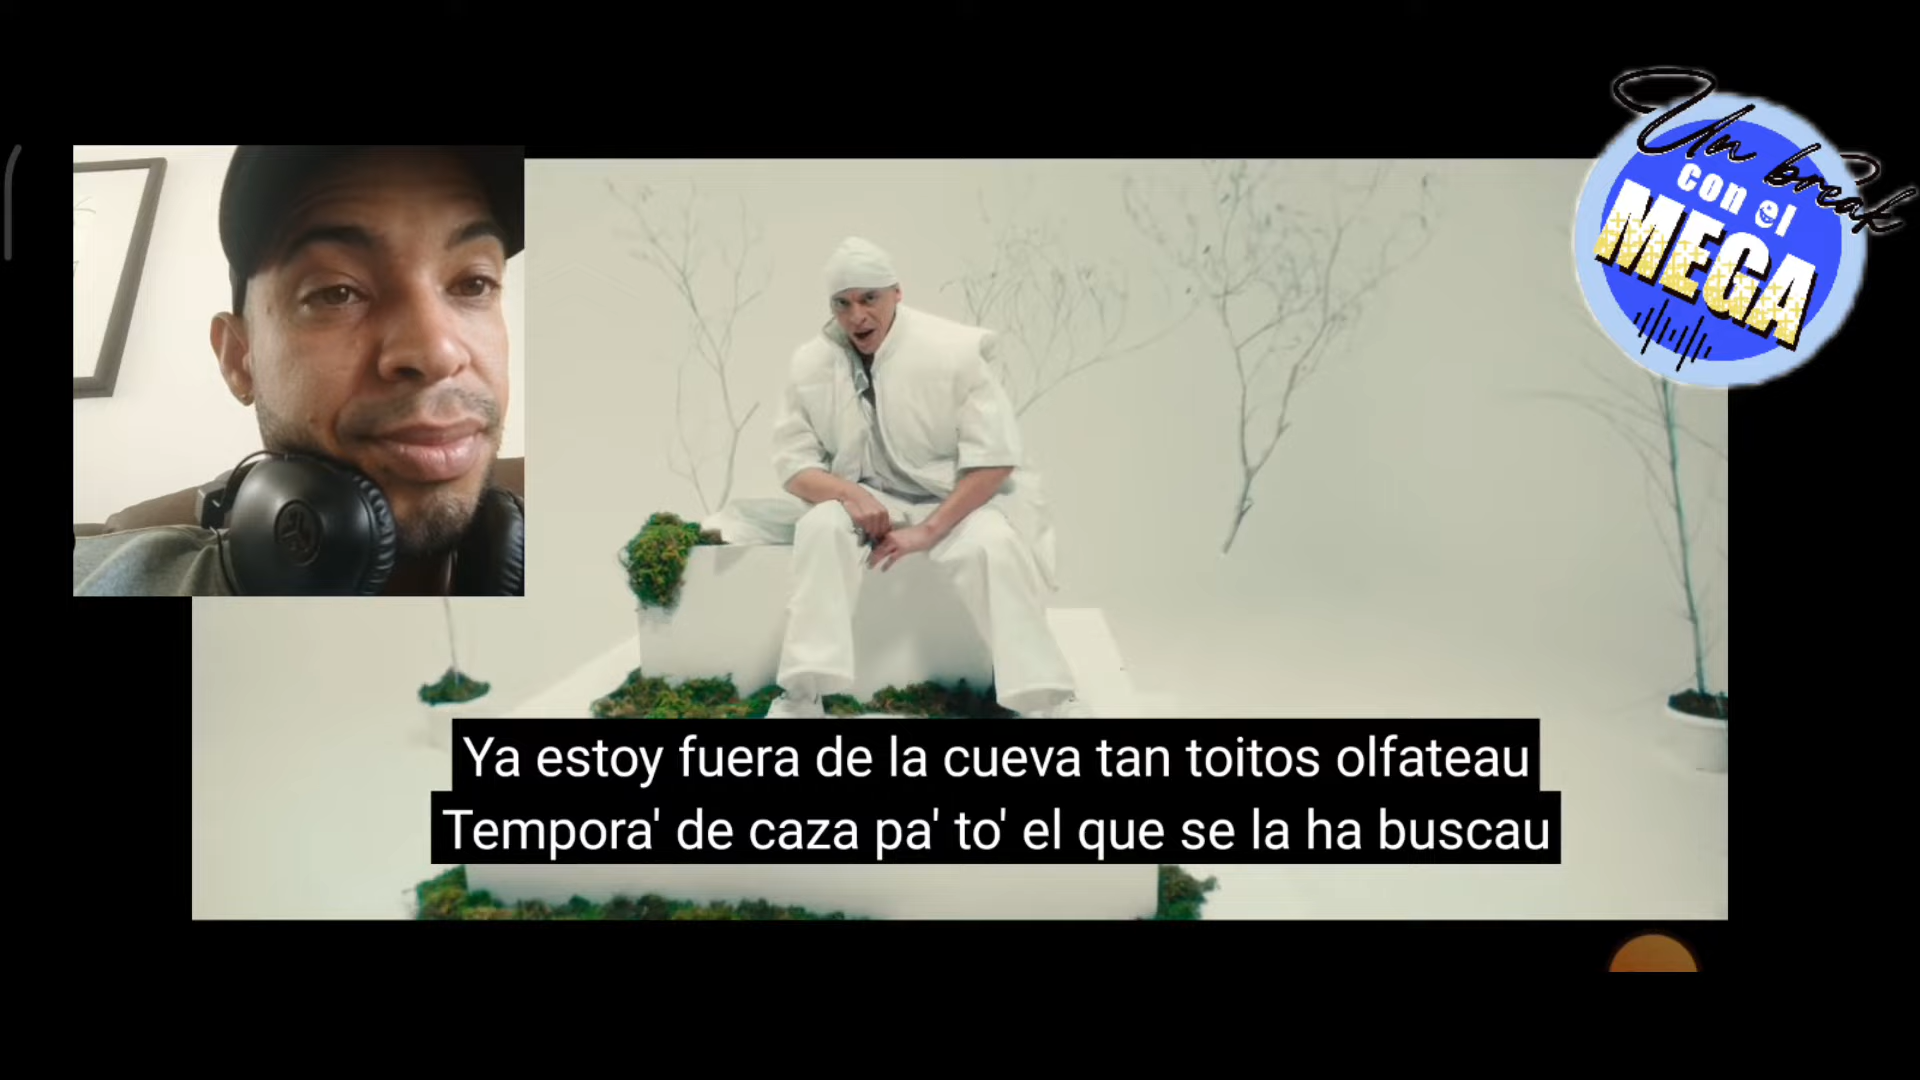 Un break
con el
MEGA
Ya estoy fuera de la cueva tan toitos olfateau
Tempora' de caza pa' to' el que se la ha buscau